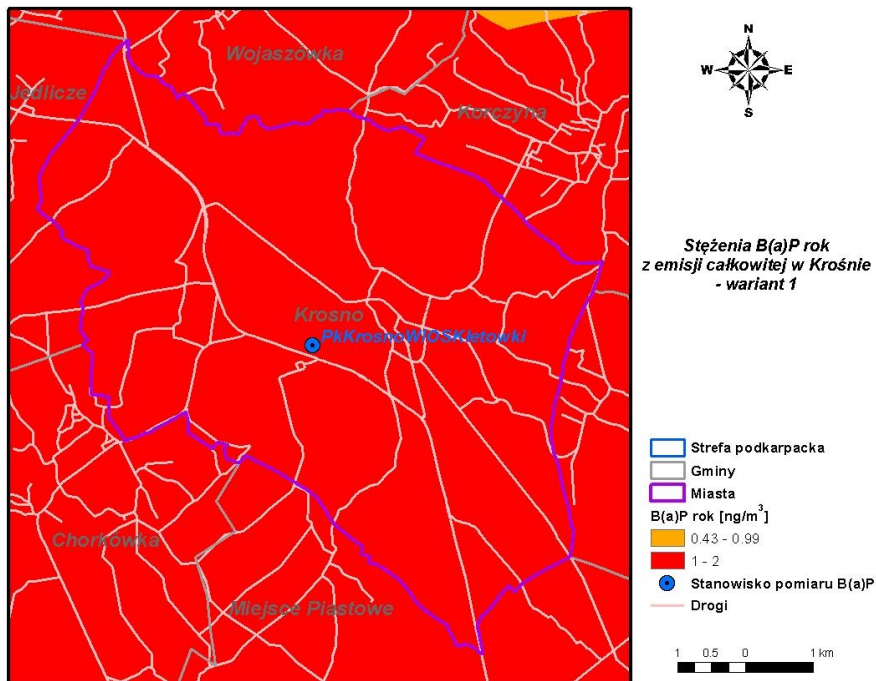 Wojaszówka
Jedlicze
Korczyna
Krosno
PkKrosnoWIOSKletowki
Chorkówka
Miejsce Piastowe
N
W
E
S
Stężenia B(a)P rok
z emisji całkowitej w Krośnie
- wariant 1
Strefa podkarpacka
Gminy
Miasta
B(a)P rok [ng/m³]
0.43 - 0.99
1 - 2
Stanowisko pomiaru B(a)P
Drogi
1 0.5 0 1 km